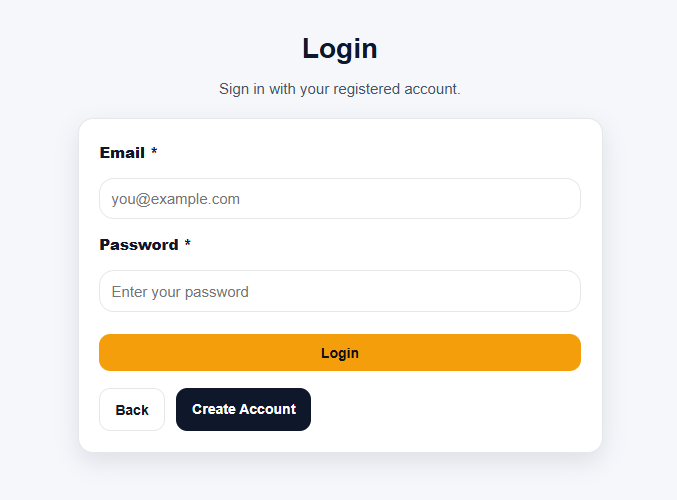 Login
Sign in with your registered account.
Email *
you@example.com
Password *
Enter your password
Login
Back
Create Account